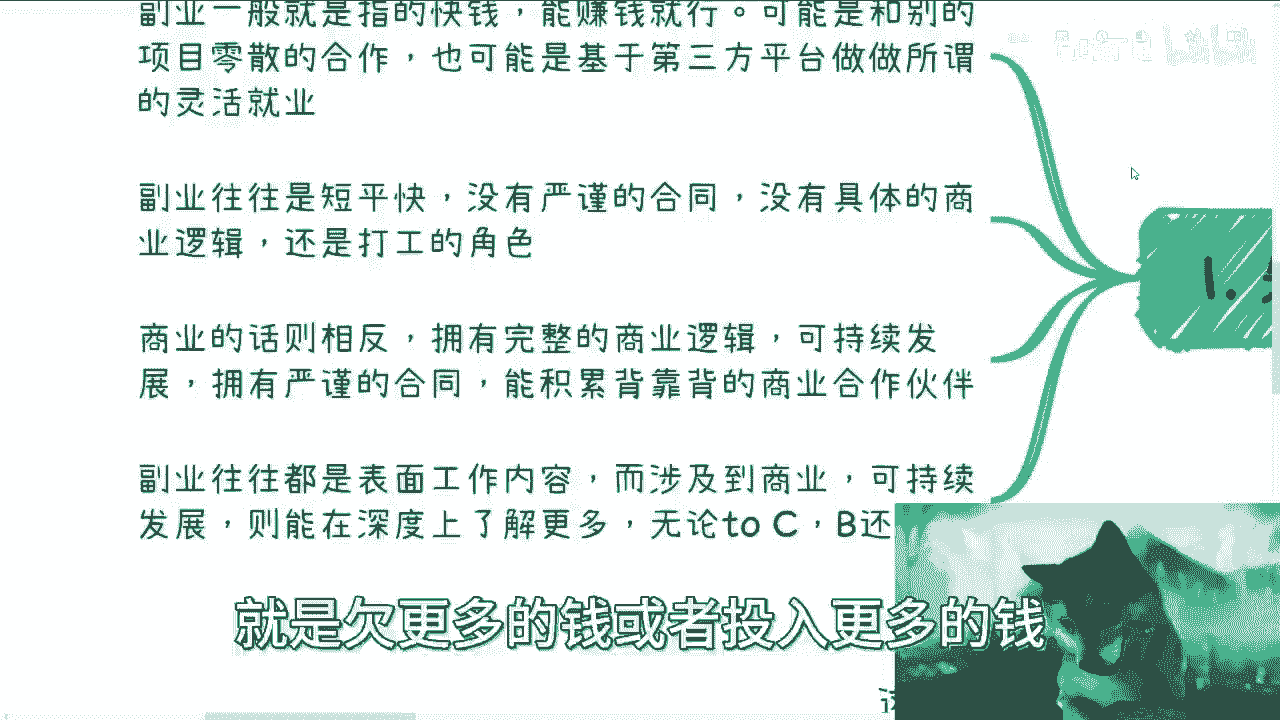 副业一般就是指的快钱，能赚钱就行。可能是和别的
项目零散的合作，也可能是基于第三方平台做做所谓
的灵活就业
副业往往是短平快，没有严谨的合同，没有具体的商
业逻辑，还是打工的角色
商业的话则相反，拥有完整的商业逻辑，可持续发
展，拥有严谨的合同，能积累背靠背的商业合作伙伴
副业往往都是表面工作内容，而涉及到商业，可持续
发展，则能在深度上了解更多，无论to C，B还
1.
就是欠更多的钱或者投入更多的钱